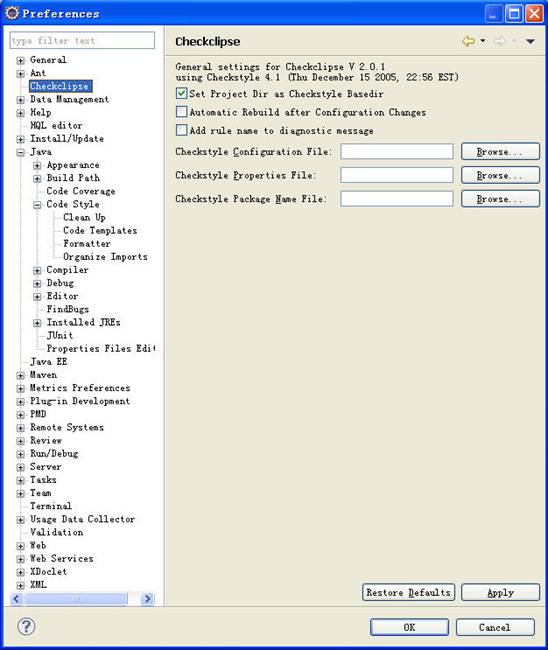 Preferences
type filter text
General
Ant
Checkclipse
Data Management
Help
HQL editor
Install/Update
Java
Appearance
Build Path
Code Coverage
Code Style
Clean Up
Code Templates
Formatter
Organize Imports
Compiler
Debug
Editor
FindBugs
Installed JREs
JUnit
Properties Files Edit
Java EE
Maven
Metrics Preferences
Plug-in Development
PMD
Remote Systems
Review
Run/Debug
Server
Tasks
Team
Terminal
Usage Data Collector
Validation
Web
Web Services
XDoclet
XML
Checkclipse
General settings for Checkclipse V 2.0.1
using Checkstyle 4.1 (Thu December 15 2005, 22:56 EST)
Set Project Dir as Checkstyle Basedir
Automatic Rebuild after Configuration Changes
Add rule name to diagnostic message
Checkstyle Configuration File: Browse...
Checkstyle Properties File: Browse...
Checkstyle Package Name File: Browse...
Restore Defaults Apply
? OK Cancel